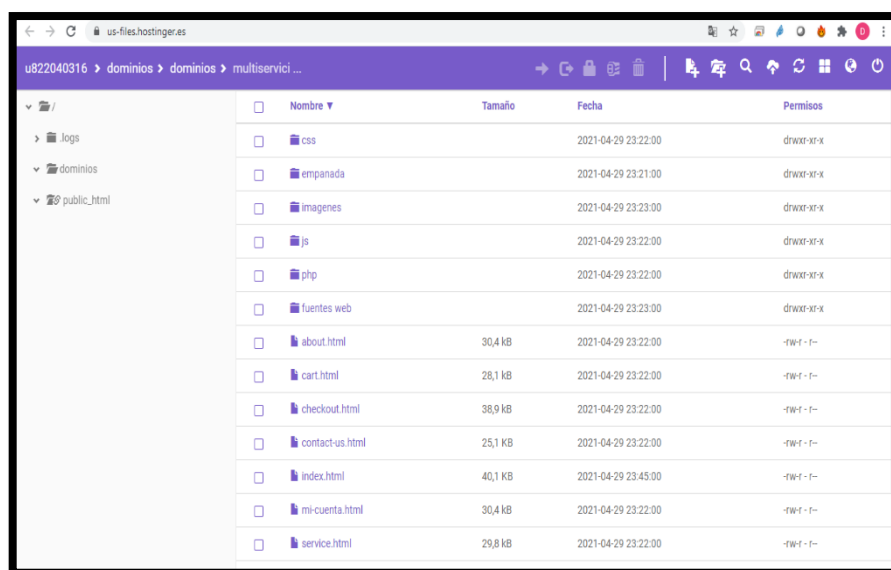 us-files.hostinger.es
D
u822040316 > dominios > dominios > multiservici ...
/
.logs
dominios
public_html
Nombre ▼ Tamaño Fecha Permisos
css 2021-04-29 23:22:00 drwxr-xr-x
empanada 2021-04-29 23:21:00 drwxr-xr-x
imagenes 2021-04-29 23:23:00 drwxr-xr-x
js 2021-04-29 23:22:00 drwxr-xr-x
php 2021-04-29 23:22:00 drwxr-xr-x
fuentes web 2021-04-29 23:23:00 drwxr-xr-x
about.html 30,4 kB 2021-04-29 23:22:00 -rw-r - r--
cart.html 28,1 kB 2021-04-29 23:22:00 -rw-r - r--
checkout.html 38,9 kB 2021-04-29 23:22:00 -rw-r - r--
contact-us.html 25,1 KB 2021-04-29 23:22:00 -rw-r - r--
index.html 40,1 KB 2021-04-29 23:45:00 -rw-r - r--
mi-cuenta.html 30,4 kB 2021-04-29 23:22:00 -rw-r - r--
service.html 29,8 kB 2021-04-29 23:22:00 -rw-r - r--